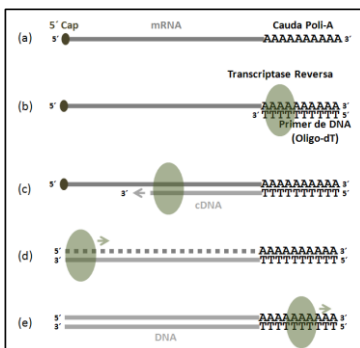 5´ Cap mRNA Cauda Poli-A
(a) 5´ AAAAAAAAAA 3´
Transcriptase Reversa
(b) 5´ AAAAAAAAAA 3´
3´ TTTTTTTTTT 5´
Primer de DNA
(Oligo-dT)
(c) 5´ AAAAAAAAAA 3´
3´ TTTTTTTTTT 5´
cDNA
(d) 5´ AAAAAAAAAA 3´
3´ TTTTTTTTTT 5´
(e) 5´ AAAAAAAAAA 3´
3´ TTTTTTTTTT 5´
DNA